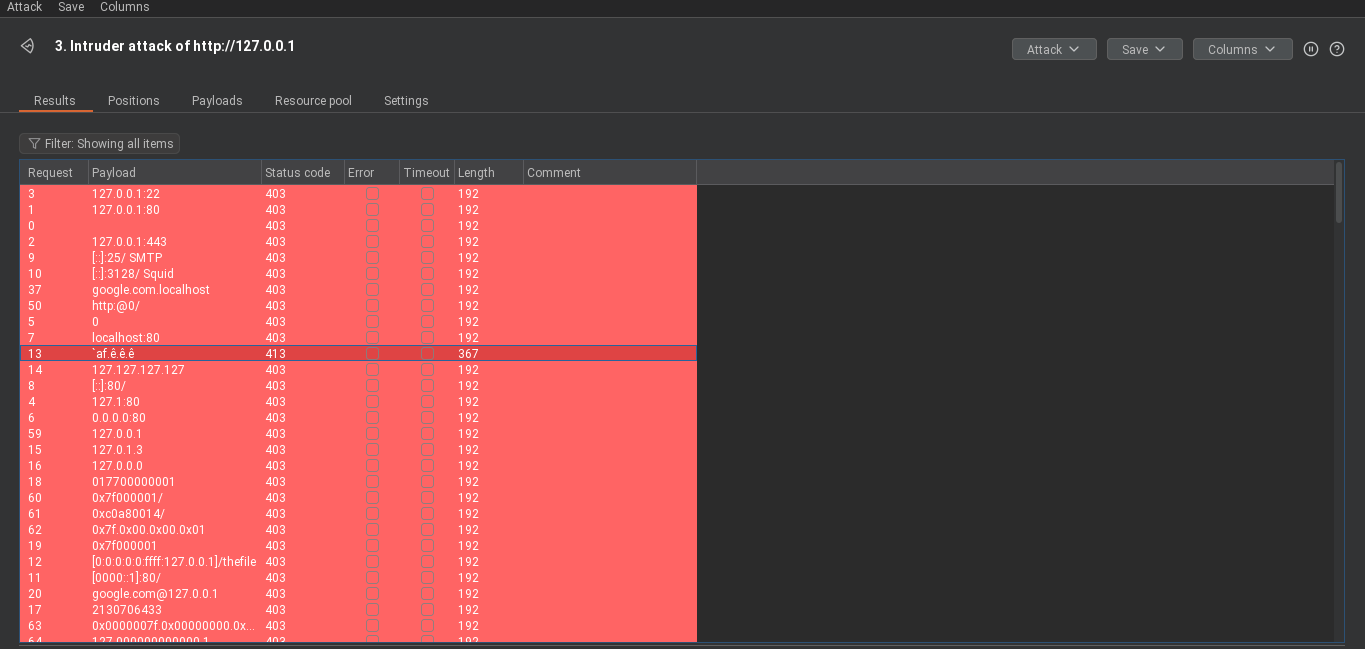 Attack Save Columns
3. Intruder attack of http://127.0.0.1
Attack Save Columns
Results Positions Payloads Resource pool Settings
Filter: Showing all items
Request Payload Status code Error Timeout Length Comment
3 127.0.0.1:22 403 192
1 127.0.0.1:80 403 192
0 403 192
2 127.0.0.1:443 403 192
9 [::]:25/ SMTP 403 192
10 [::]:3128/ Squid 403 192
37 google.com.localhost 403 192
50 http:@0/ 403 192
5 0 403 192
7 localhost:80 403 192
13 `af.ê.ê.ê 413 367
14 127.127.127.127 403 192
8 [::]:80/ 403 192
4 127.1:80 403 192
6 0.0.0.0:80 403 192
59 127.0.0.1 403 192
15 127.0.1.3 403 192
16 127.0.0.0 403 192
18 017700000001 403 192
60 0x7f000001/ 403 192
61 0xc0a80014/ 403 192
62 0x7f.0x00.0x00.0x01 403 192
19 0x7f000001 403 192
12 [0:0:0:0:0:ffff:127.0.0.1]/thefile 403 192
11 [0000::1]:80/ 403 192
20 google.com@127.0.0.1 403 192
17 2130706433 403 192
63 0x0000007f.0x00000000.0x... 403 192
64 127.000000000000.1 403 192